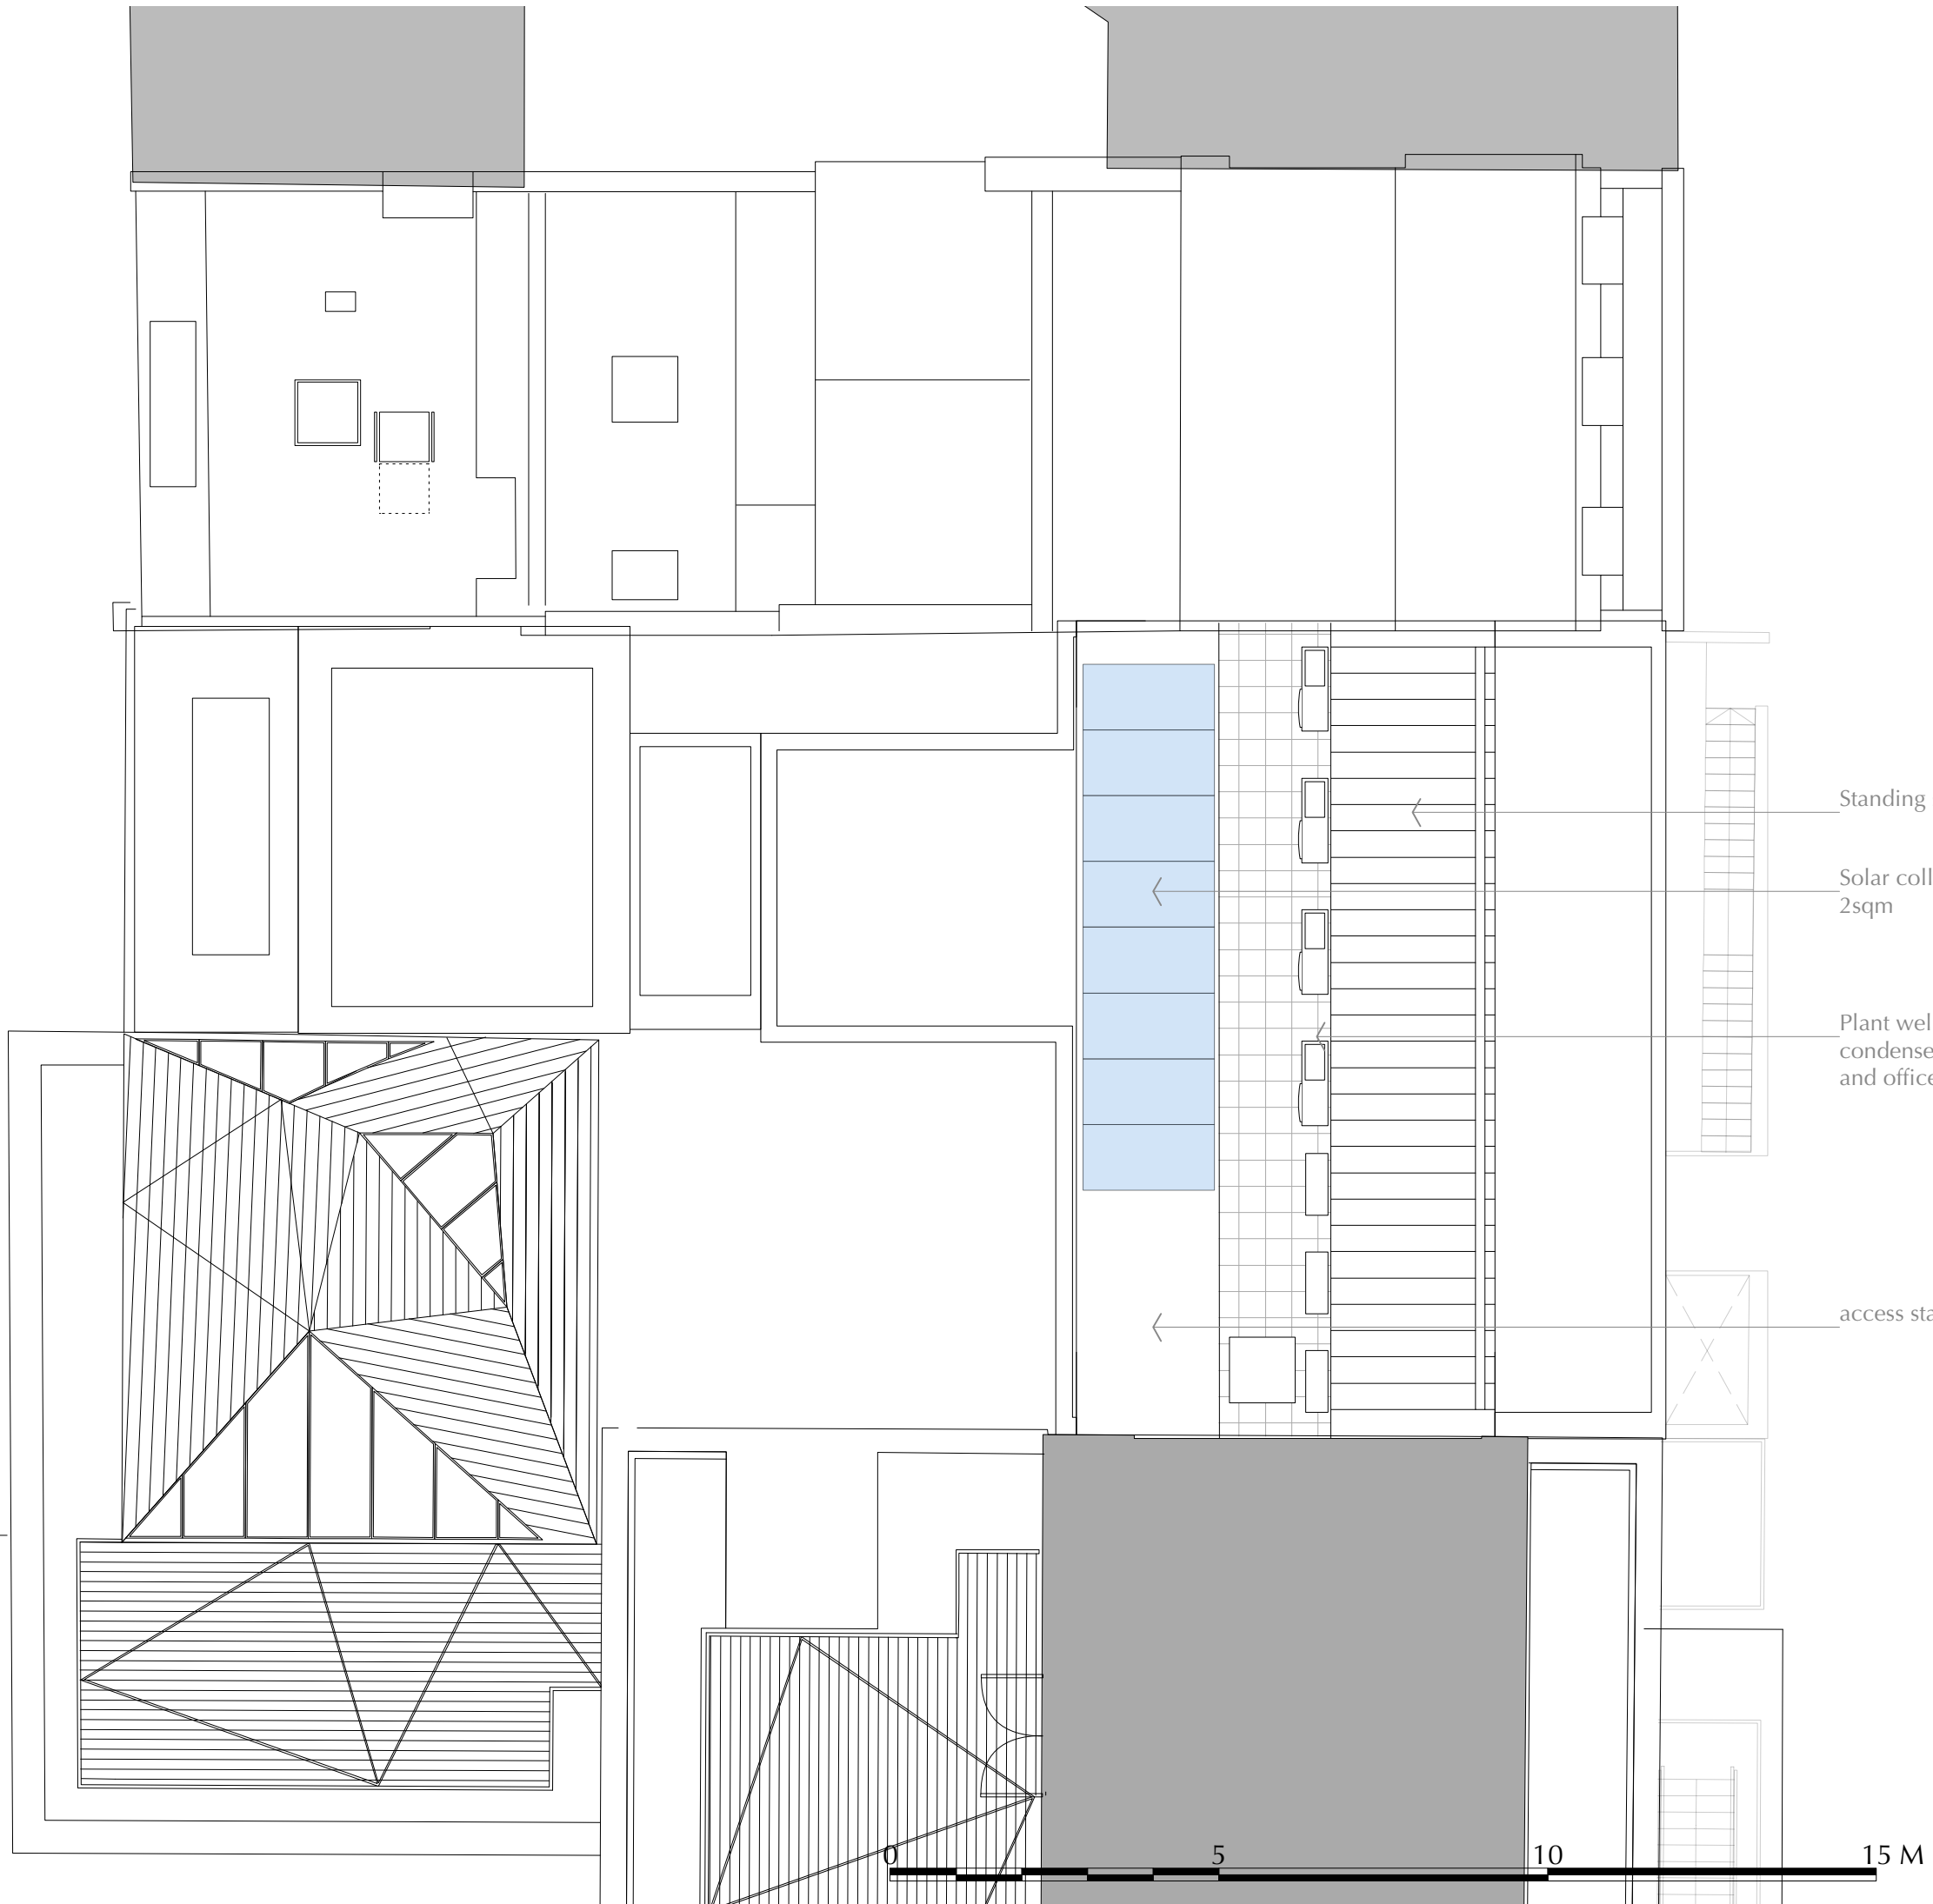 Standing
Solar coll
2sqm
Plant wel
condense
and office
access sta
0 5 10 15 M